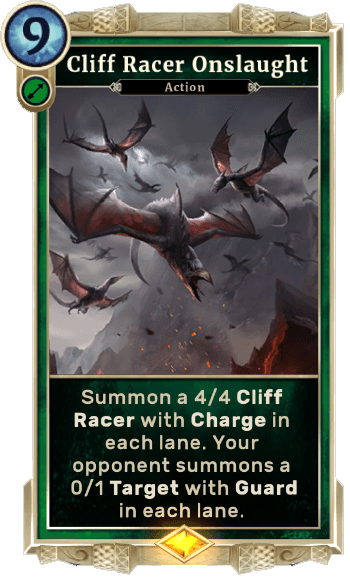 9
Cliff Racer Onslaught
Action
Summon a 4/4 Cliff
Racer with Charge in
each lane. Your
opponent summons a
0/1 Target with Guard
in each lane.